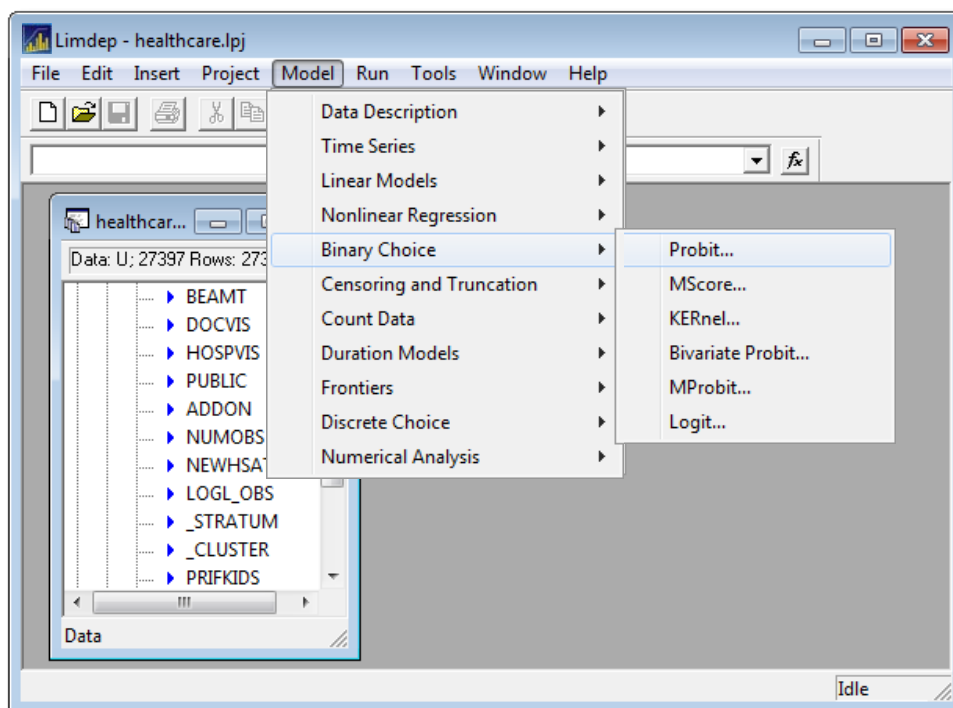 Limdep - healthcare.lpj
File Edit Insert Project Model Run Tools Window Help
fx
healthcar...
Data: U; 27397 Rows: 273
BEAMT
DOCVIS
HOSPVIS
PUBLIC
ADDON
NUMOBS
NEWHSA
LOGL_OBS
_STRATUM
_CLUSTER
PRIFKIDS
Data
Data Description
Time Series
Linear Models
Nonlinear Regression
Binary Choice
Censoring and Truncation
Count Data
Duration Models
Frontiers
Discrete Choice
Numerical Analysis
Probit...
MScore...
KERnel...
Bivariate Probit...
MProbit...
Logit...
Idle